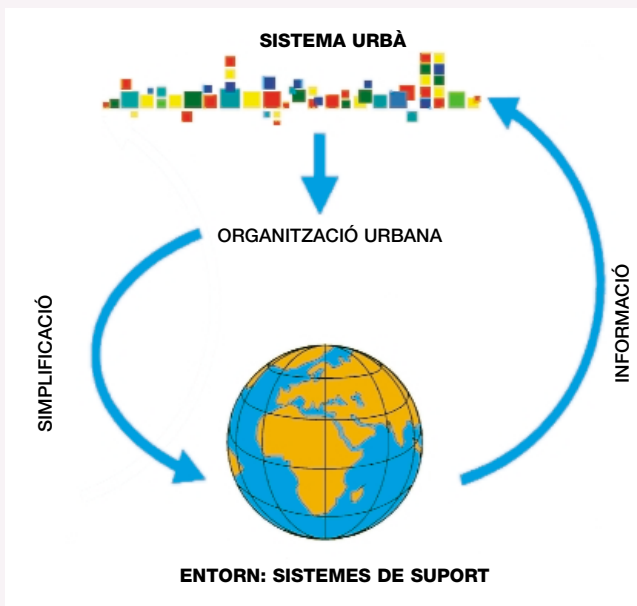 SISTEMA URBÀ
ORGANITZACIÓ URBANA
SIMPLIFICACIÓ
INFORMACIÓ
ENTORN: SISTEMES DE SUPORT